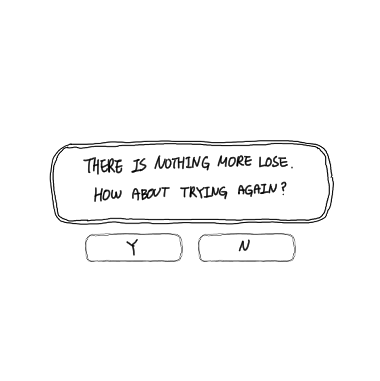 THERE IS NOTHING MORE LOSE.
HOW ABOUT TRYING AGAIN?
Y
N